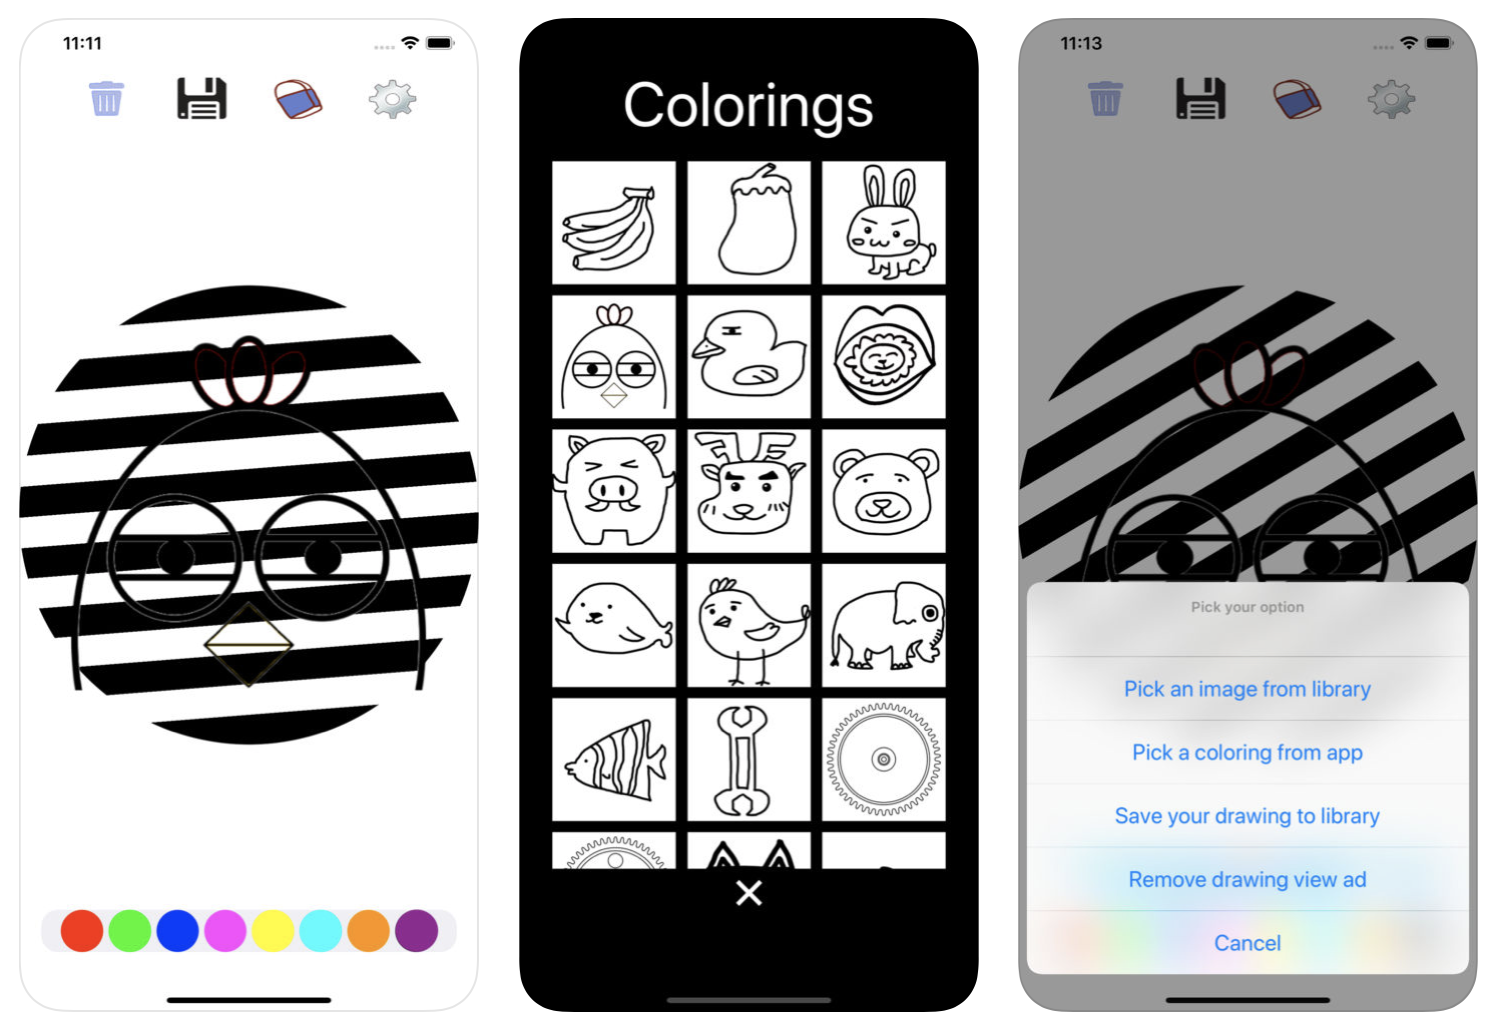 11:11
Colorings
11:13
Pick your option
Pick an image from library
Pick a coloring from app
Save your drawing to library
Remove drawing view ad
Cancel